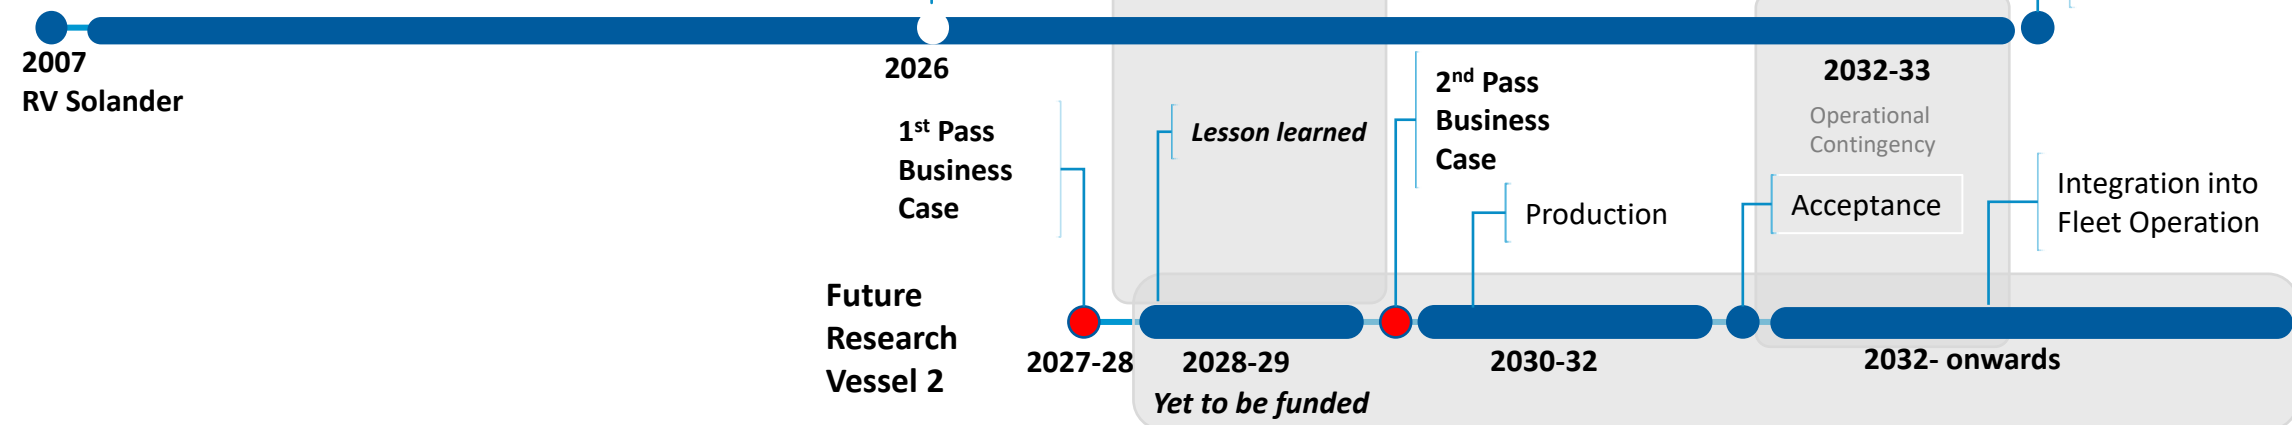 2007
RV Solander
2026
2032-33
Operational
Contingency
1st Pass
Business
Case
Lesson learned
2nd Pass
Business
Case
Production
Acceptance
Integration into
Fleet Operation
Future
Research
Vessel 2
2027-28
2028-29
Yet to be funded
2030-32
2032- onwards